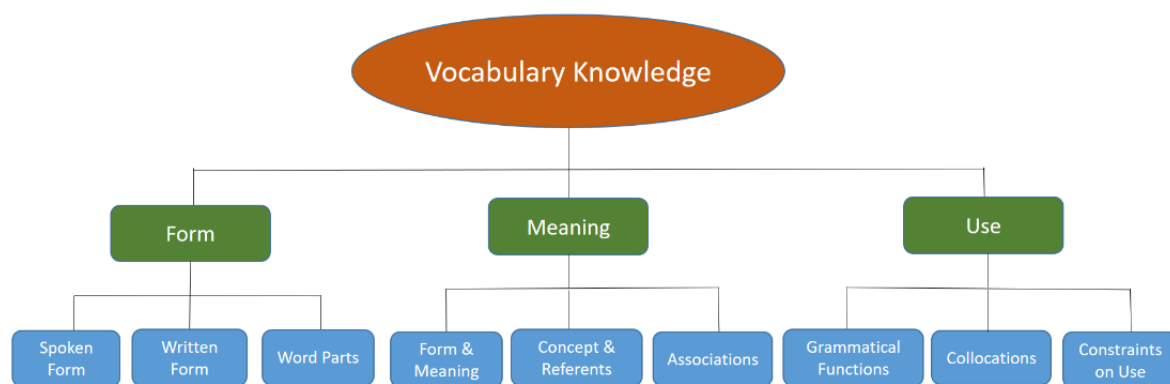 Vocabulary Knowledge
Form
Meaning
Use
Spoken
Form
Written
Form
Word Parts
Form &
Meaning
Concept &
Referents
Associations
Grammatical
Functions
Collocations
Constraints
on Use